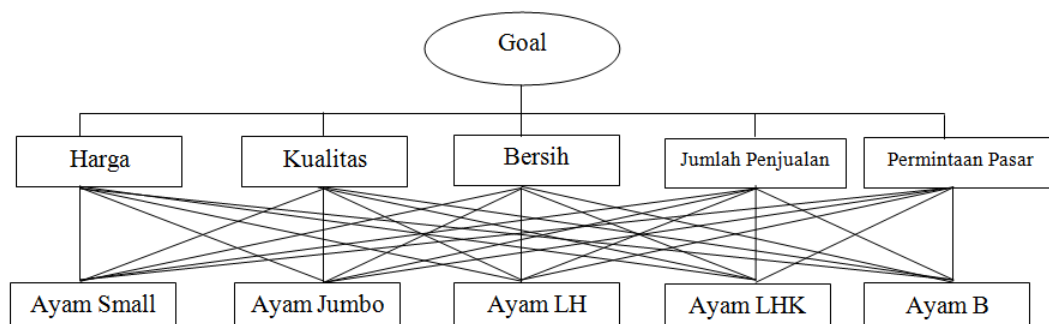 Goal
Harga
Kualitas
Bersih
Jumlah Penjualan
Permintaan Pasar
Ayam Small
Ayam Jumbo
Ayam LH
Ayam LHK
Ayam B